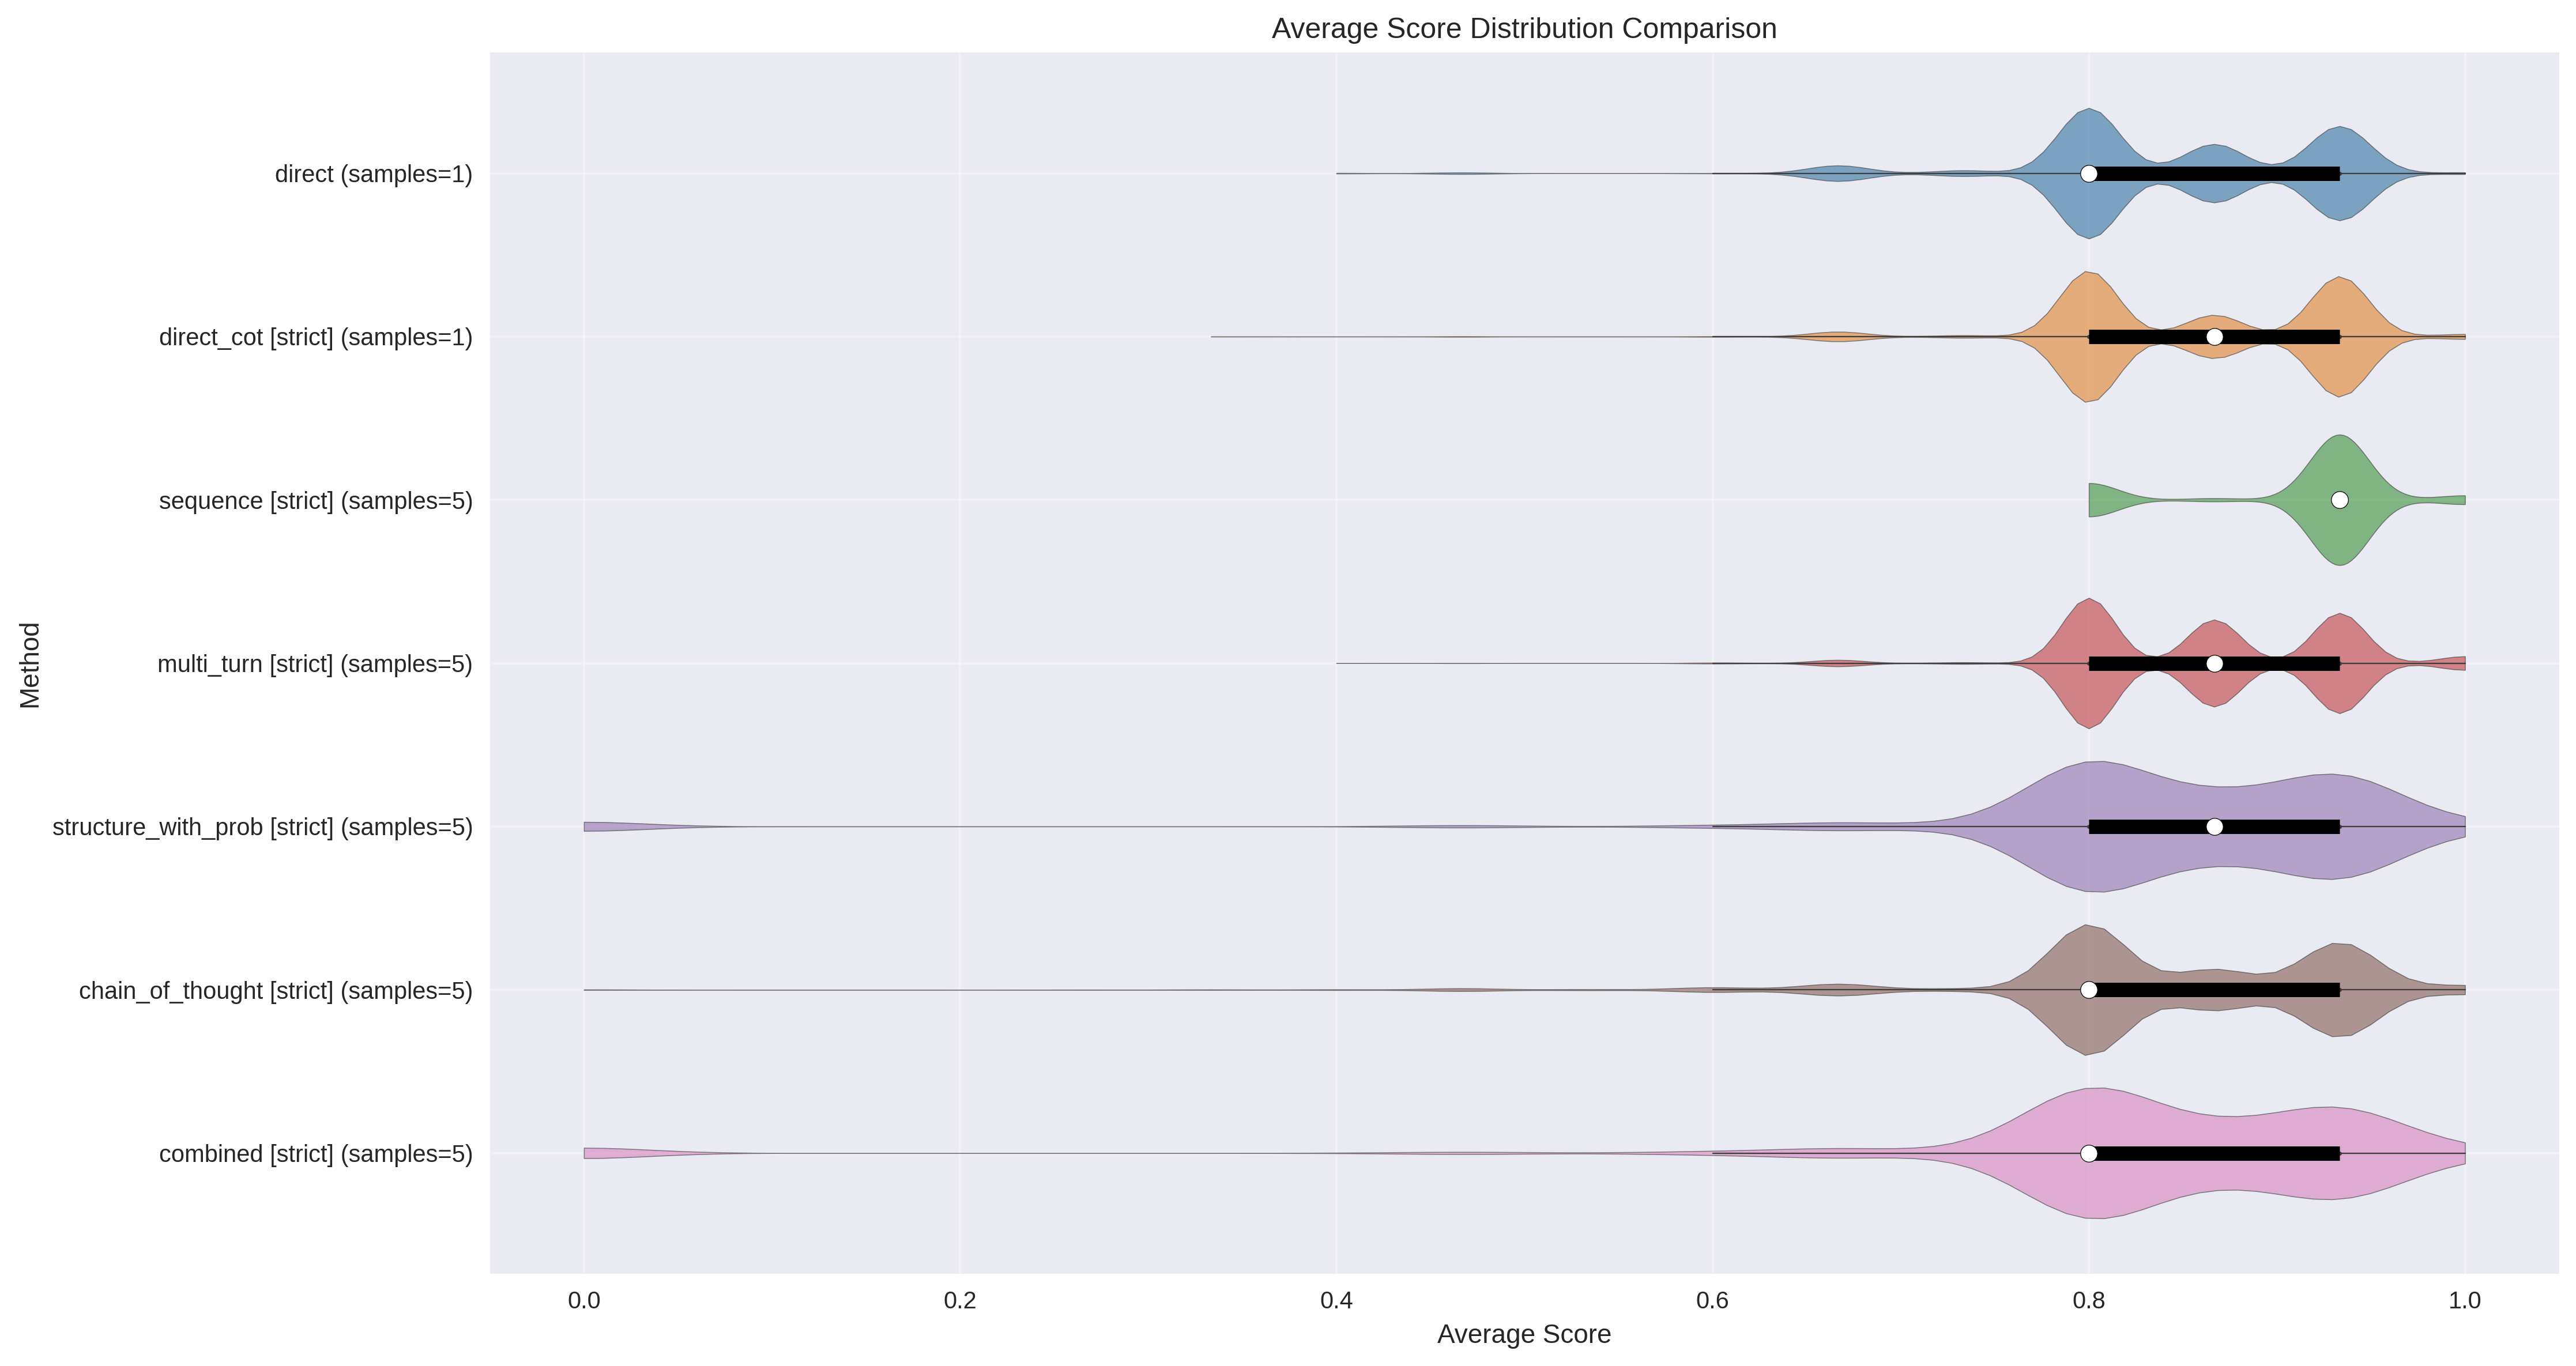 Average Score Distribution Comparison
Method
direct (samples=1)
direct_cot [strict] (samples=1)
sequence [strict] (samples=5)
multi_turn [strict] (samples=5)
structure_with_prob [strict] (samples=5)
chain_of_thought [strict] (samples=5)
combined [strict] (samples=5)
0.0 0.2 0.4 0.6 0.8 1.0
Average Score